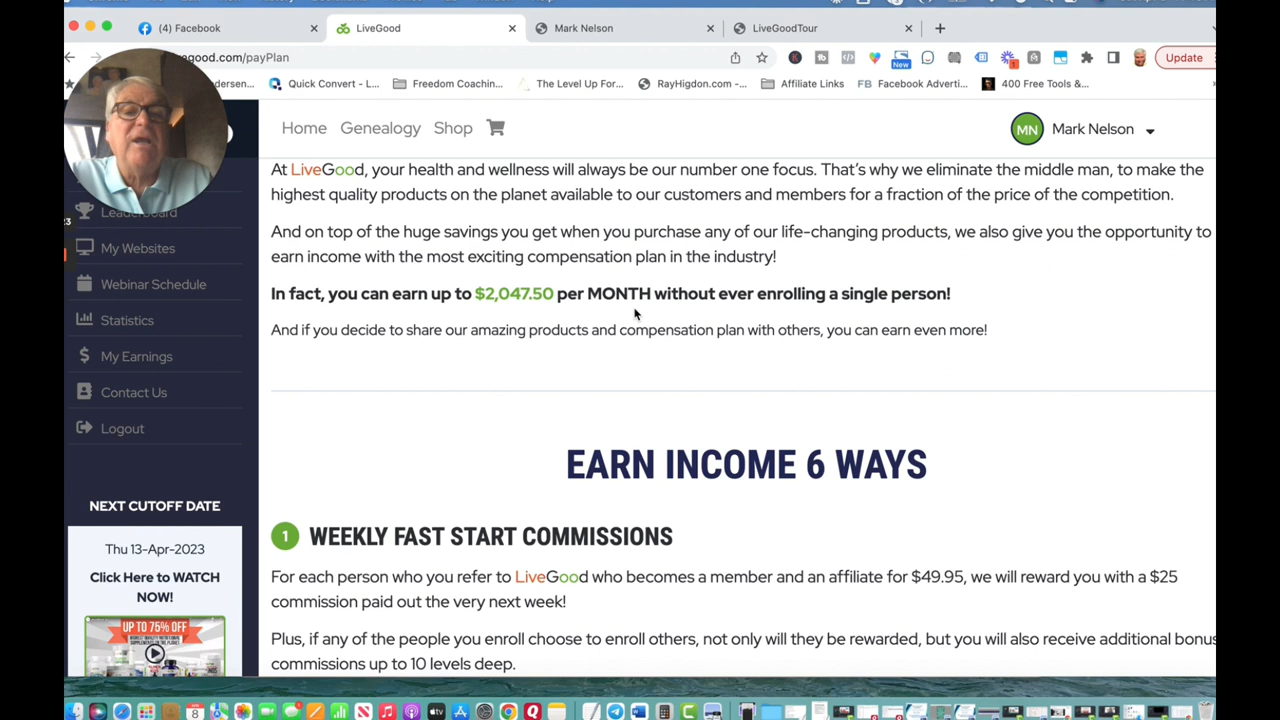 (4) Facebook
LiveGood
Mark Nelson
LiveGoodTour
egood.com/payPlan
New
1
Update
dersen...
Quick Convert - L...
Freedom Coachin...
The Level Up For...
RayHigdon.com -...
Affiliate Links
FB Facebook Adverti...
400 Free Tools &...
Home Genealogy Shop
MN Mark Nelson
At LiveGood, your health and wellness will always be our number one focus. That's why we eliminate the middle man, to make the
highest quality products on the planet available to our customers and members for a fraction of the price of the competition.
And on top of the huge savings you get when you purchase any of our life-changing products, we also give you the opportunity to
earn income with the most exciting compensation plan in the industry!
In fact, you can earn up to $2,047.50 per MONTH without ever enrolling a single person!
And if you decide to share our amazing products and compensation plan with others, you can earn even more!
EARN INCOME 6 WAYS
1 WEEKLY FAST START COMMISSIONS
For each person who you refer to LiveGood who becomes a member and an affiliate for $49.95, we will reward you with a $25
commission paid out the very next week!
Plus, if any of the people you enroll choose to enroll others, not only will they be rewarded, but you will also receive additional bonus
commissions up to 10 levels deep.
Leaderboard
My Websites
Webinar Schedule
Statistics
My Earnings
Contact Us
Logout
NEXT CUTOFF DATE
Thu 13-Apr-2023
Click Here to WATCH
NOW!
UP TO 75% OFF